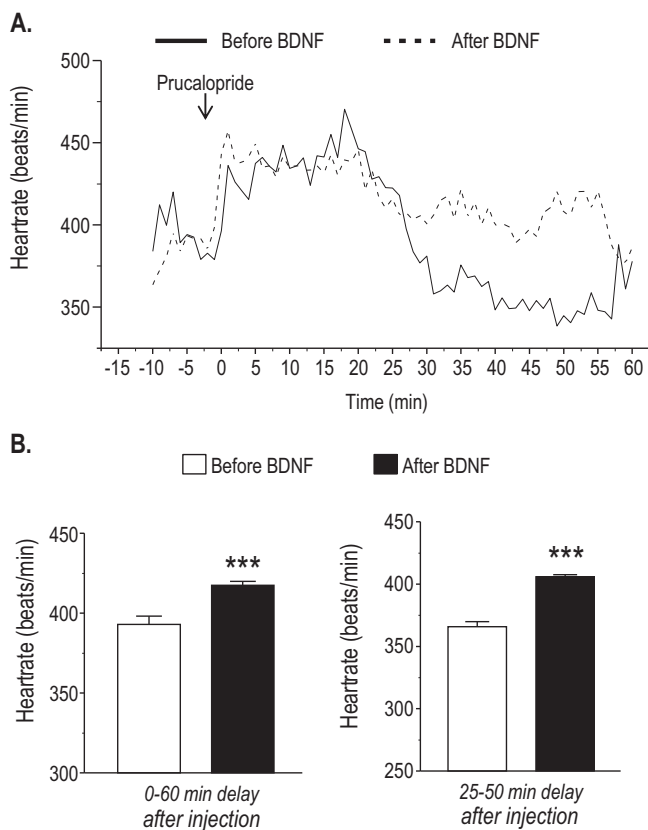 A.
Before BDNF After BDNF
Prucalopride
Heartrate (beats/min)
500
450
400
350
-15 -10 -5 0 5 10 15 20 25 30 35 40 45 50 55 60
Time (min)
B.
Before BDNF After BDNF
Heartrate (beats/min)
450
400
350
300
***
0-60 min delay
after injection
Heartrate (beats/min)
450
400
350
300
250
***
25-50 min delay
after injection